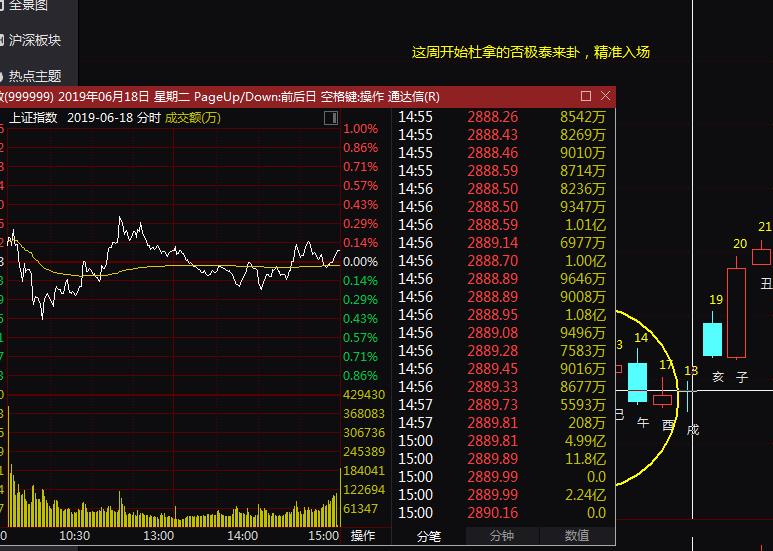 全景图
沪深板块
热点主题
这周开始杜拿的否极泰来卦，精准入场
(999999) 2019年06月18日 星期二 PageUp/Down:前后日 空格键:操作 通达信(R)
上证指数 2019-06-18 分时 成交额(万)
1.00%
0.86%
0.71%
0.57%
0.43%
0.29%
0.14%
0.00%
0.14%
0.29%
0.43%
0.57%
0.71%
0.86%
429430
368083
306736
245389
184041
122694
61347
10:30 13:00 14:00 15:00 操作
14:55 2888.26 8542万
14:55 2888.43 8269万
14:55 2888.46 9010万
14:55 2888.59 8714万
14:56 2888.50 8236万
14:56 2888.50 9347万
14:56 2888.59 1.01亿
14:56 2889.14 6977万
14:56 2888.70 1.00亿
14:56 2888.89 9646万
14:56 2888.89 9008万
14:56 2888.95 1.08亿
14:56 2889.08 9496万
14:56 2889.28 7583万
14:56 2889.45 9016万
14:56 2889.33 8677万
14:57 2889.73 5593万
14:57 2889.81 208万
15:00 2889.81 4.99亿
15:00 2889.89 11.8亿
15:00 2889.99 0.0
15:00 2889.99 2.24亿
15:00 2890.16 0.0
分笔 分钟 数值
21
20
19
14
17
13
丑
亥 子
午 酉 戌